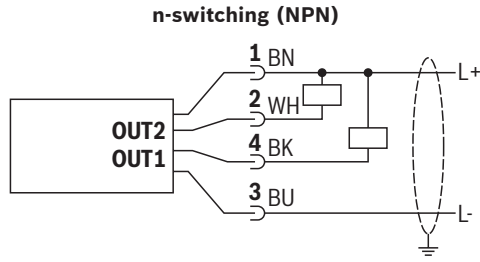 n-switching (NPN)
1 BN
L+
2 WH
OUT2
4 BK
OUT1
3 BU
L-